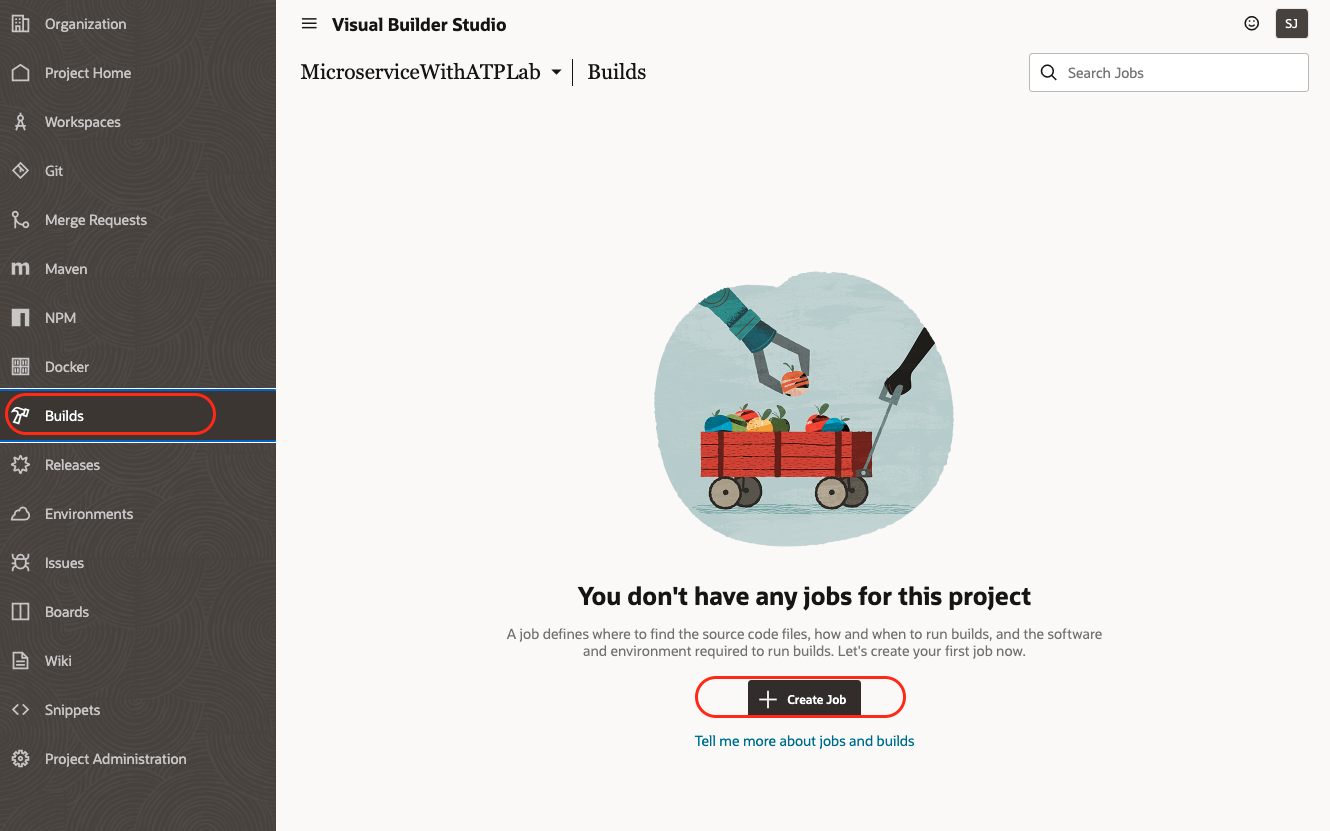 Organization
Project Home
Workspaces
Git
Merge Requests
Maven
NPM
Docker
Builds
Releases
Environments
Issues
Boards
Wiki
Snippets
Project Administration
Visual Builder Studio
SJ
MicroserviceWithATPLab
Builds
Search Jobs
You don't have any jobs for this project
A job defines where to find the source code files, how and when to run builds, and the software
and environment required to run builds. Let's create your first job now.
Create Job
Tell me more about jobs and builds